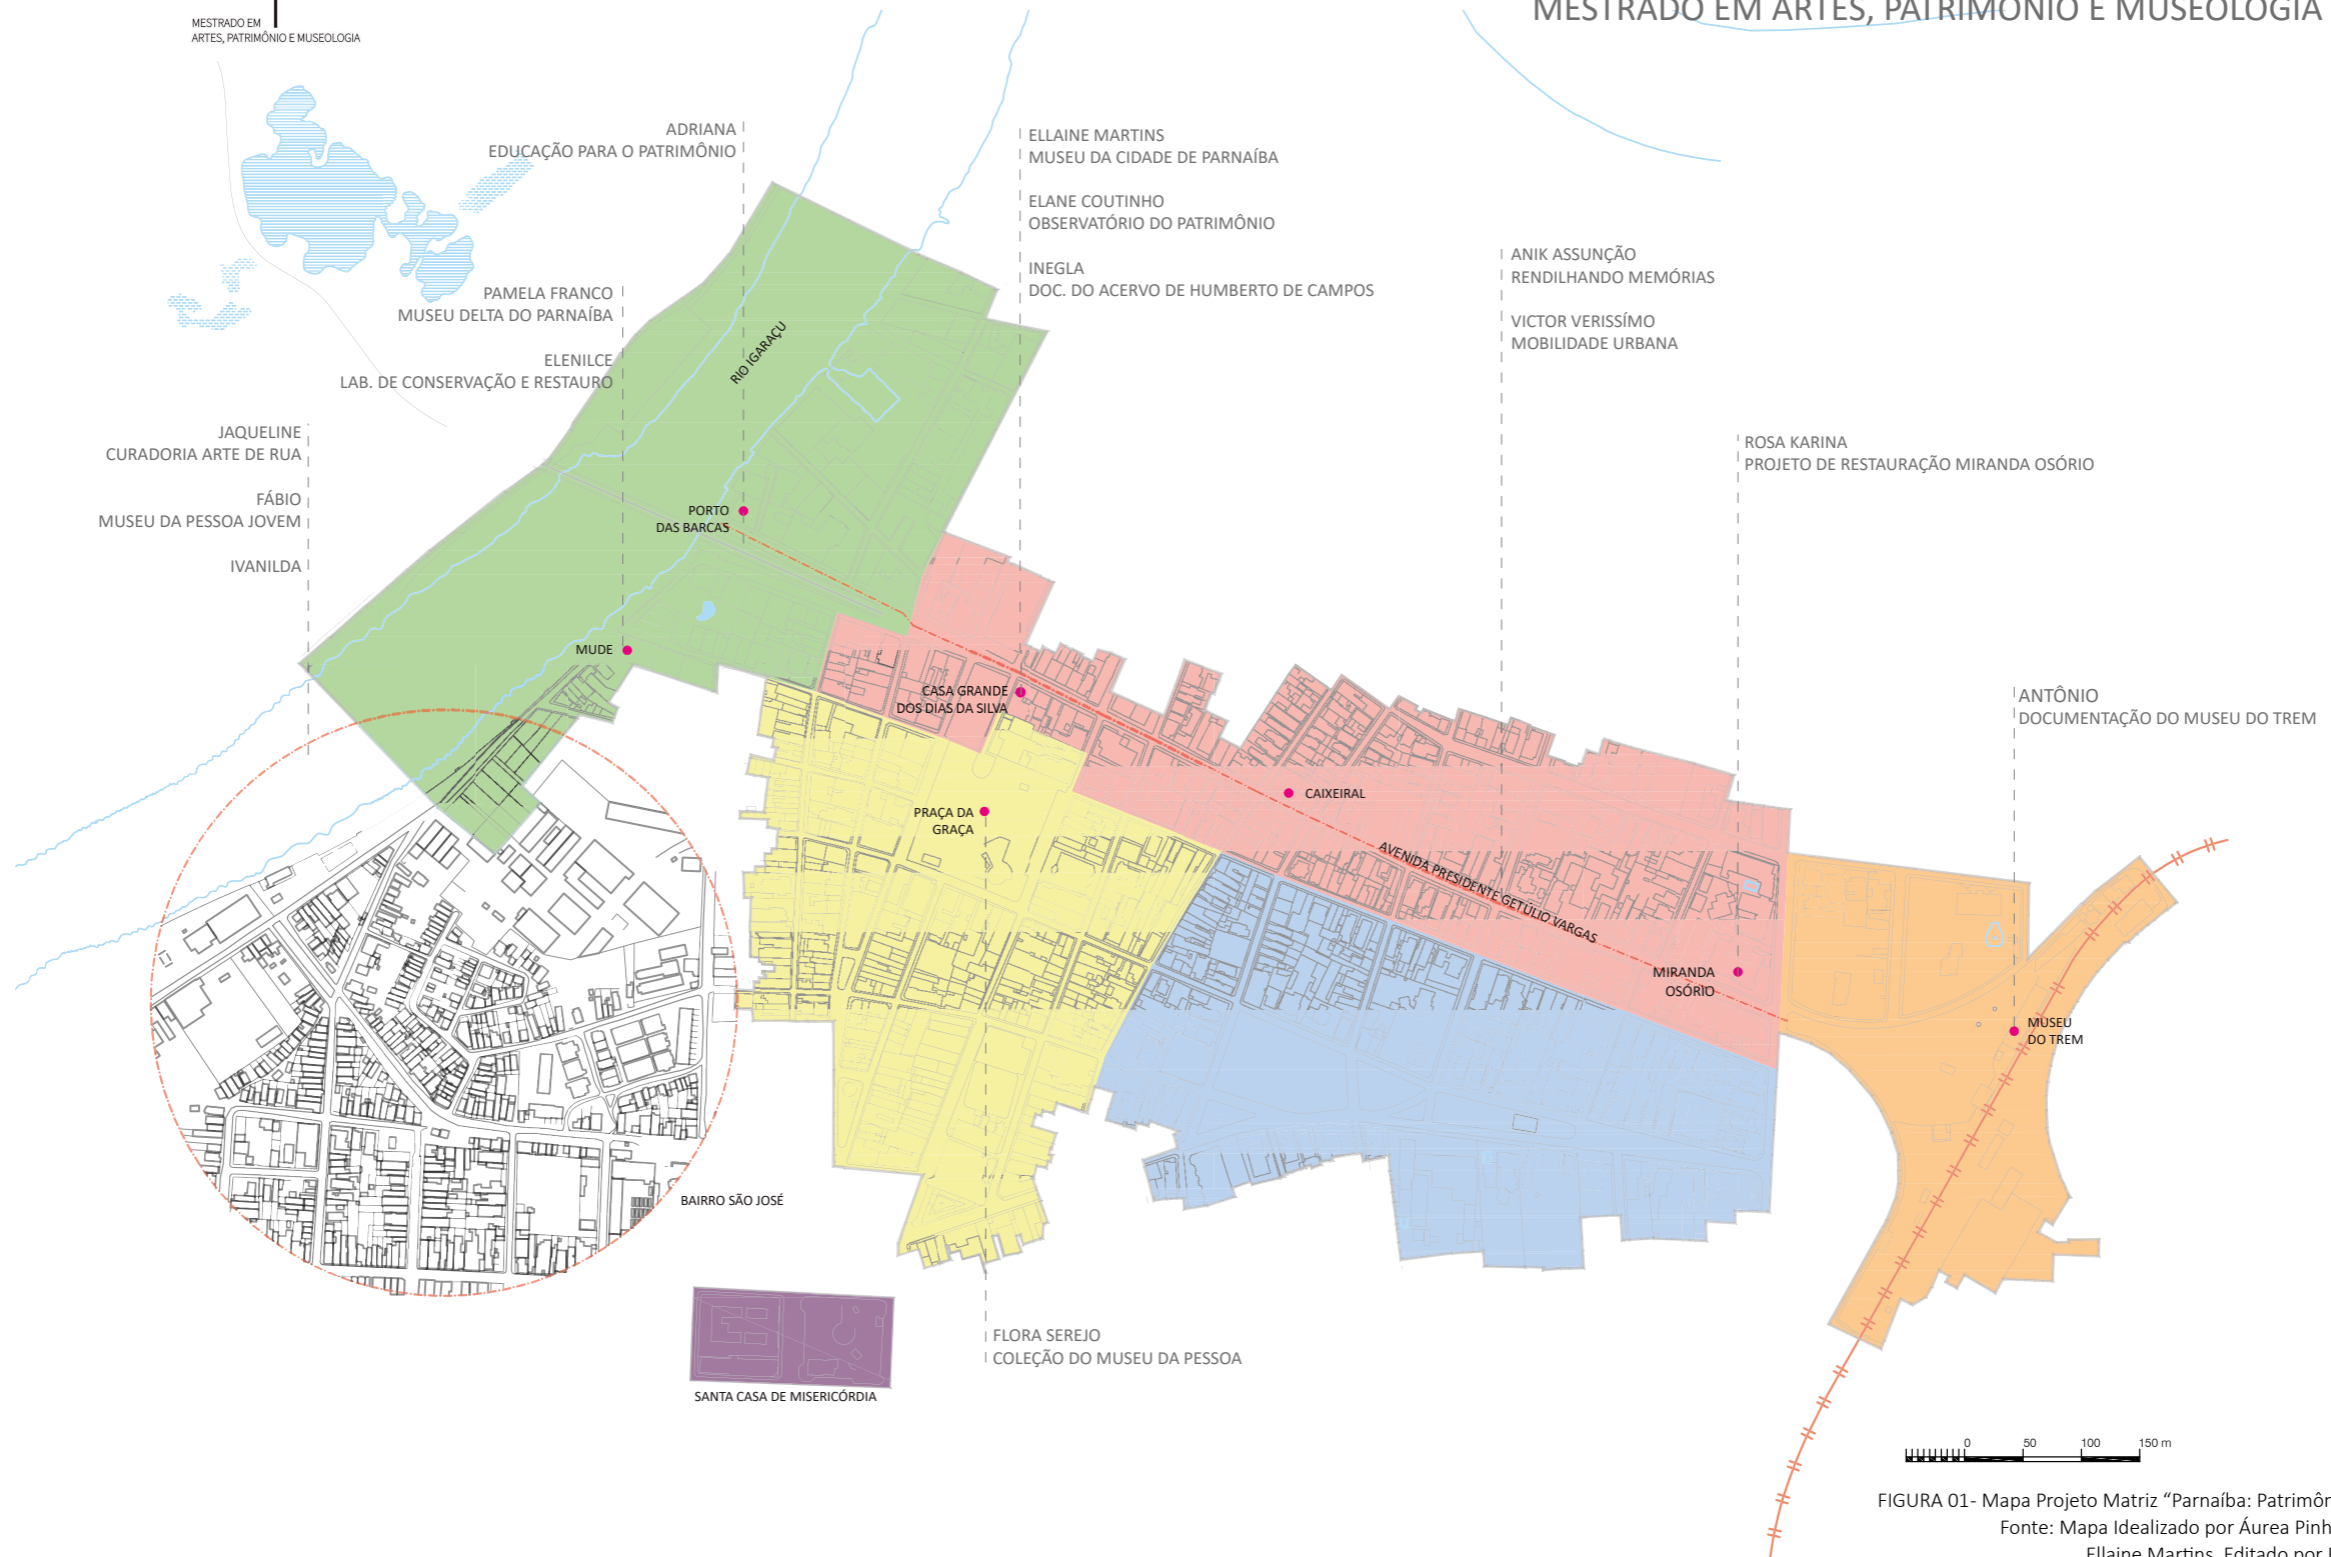 MESTRADO EM
ARTES, PATRIMÔNIO E MUSEOLOGIA
MESTRADO EM ARTES, PATRIMÔNIO E MUSEOLOGIA
ADRIANA
EDUCAÇÃO PARA O PATRIMÔNIO
ELLAINE MARTINS
MUSEU DA CIDADE DE PARNAÍBA
ELANE COUTINHO
OBSERVATÓRIO DO PATRIMÔNIO
INEGLA
DOC. DO ACERVO DE HUMBERTO DE CAMPOS
ANIK ASSUNÇÃO
RENDILHANDO MEMÓRIAS
VICTOR VERISSÍMO
MOBILIDADE URBANA
PAMELA FRANCO
MUSEU DELTA DO PARNAÍBA
ELENILCE
LAB. DE CONSERVAÇÃO E RESTAURO
JAQUELINE
CURADORIA ARTE DE RUA
FÁBIO
MUSEU DA PESSOA JOVEM
IVANILDA
ROSA KARINA
PROJETO DE RESTAURAÇÃO MIRANDA OSÓRIO
ANTÔNIO
DOCUMENTAÇÃO DO MUSEU DO TREM
RIO IGARAÇU
PORTO
DAS BARCAS
MUDE
CASA GRANDE
DOS DIAS DA SILVA
PRAÇA DA
GRAÇA
CAIXEIRAL
AVENIDA PRESIDENTE GETÚLIO VARGAS
MIRANDA
OSÓRIO
MUSEU
DO TREM
BAIRRO SÃO JOSÉ
FLORA SEREJO
COLEÇÃO DO MUSEU DA PESSOA
SANTA CASA DE MISERICÓRDIA
0 50 100 150 m
FIGURA 01- Mapa Projeto Matriz “Parnaíba: Patrimôn
Fonte: Mapa Idealizado por Áurea Pinh
Ellaine Martins. Editado por